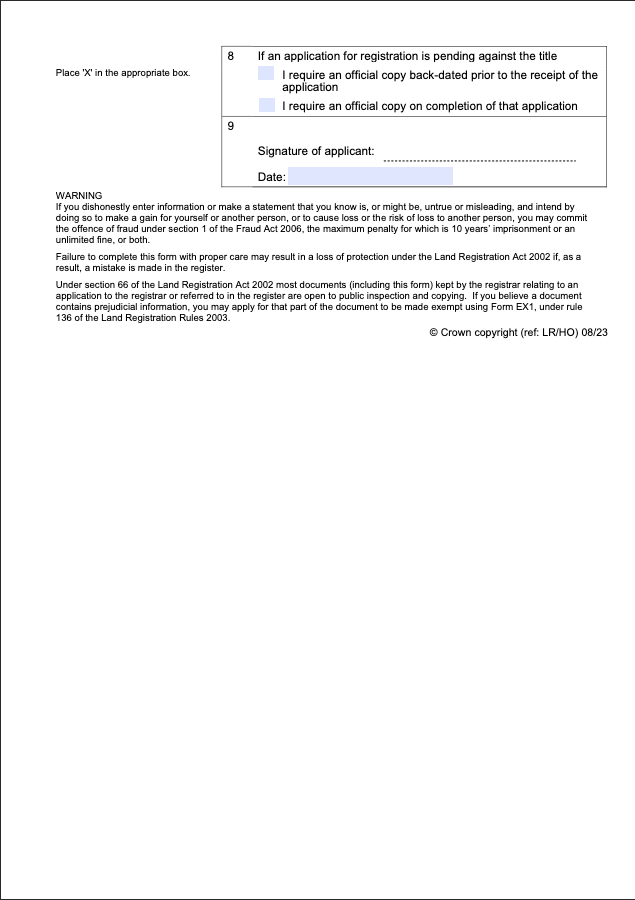 8 If an application for registration is pending against the title
Place 'X' in the appropriate box.
I require an official copy back-dated prior to the receipt of the
application
I require an official copy on completion of that application
9
Signature of applicant:
Date:
WARNING
If you dishonestly enter information or make a statement that you know is, or might be, untrue or misleading, and intend by
doing so to make a gain for yourself or another person, or to cause loss or the risk of loss to another person, you may commit
the offence of fraud under section 1 of the Fraud Act 2006, the maximum penalty for which is 10 years' imprisonment or an
unlimited fine, or both.
Failure to complete this form with proper care may result in a loss of protection under the Land Registration Act 2002 if, as a
result, a mistake is made in the register.
Under section 66 of the Land Registration Act 2002 most documents (including this form) kept by the registrar relating to an
application to the registrar or referred to in the register are open to public inspection and copying. If you believe a document
contains prejudicial information, you may apply for that part of the document to be made exempt using Form EX1, under rule
136 of the Land Registration Rules 2003.
© Crown copyright (ref: LR/HO) 08/23